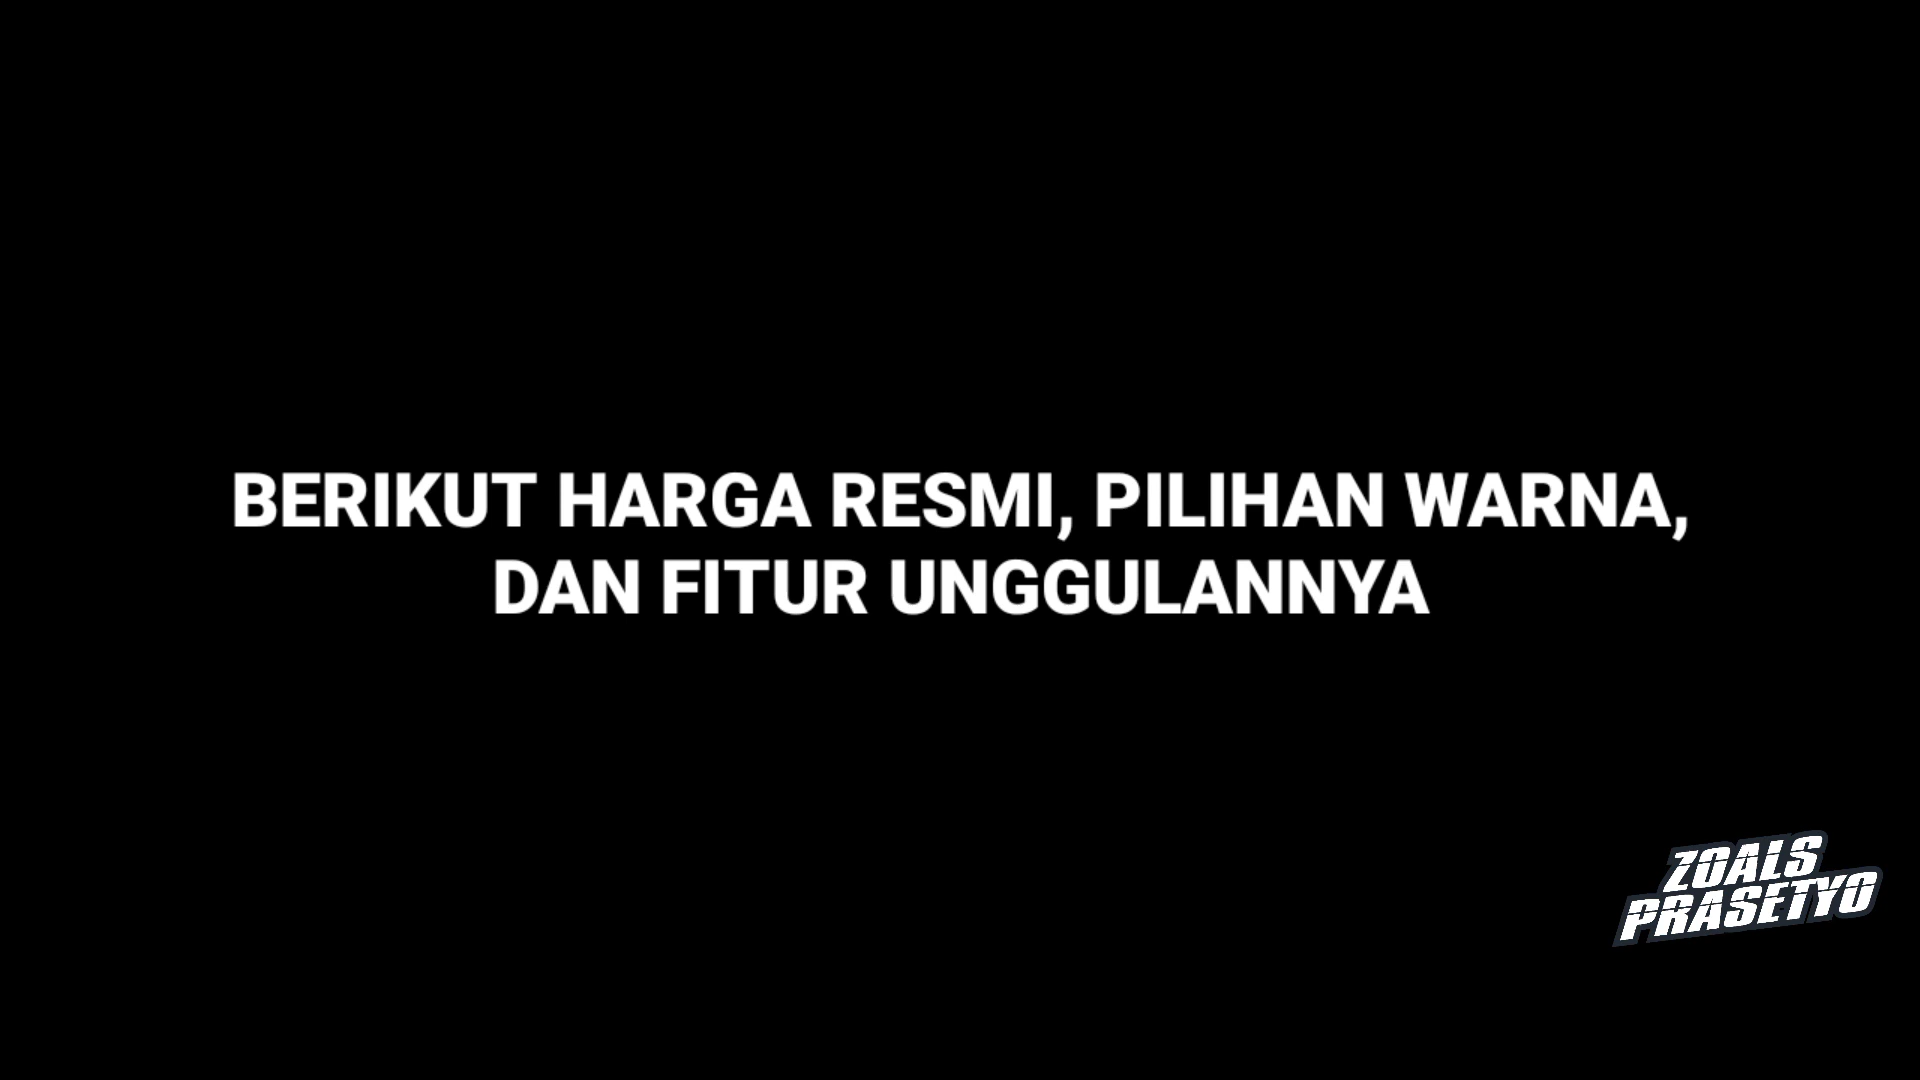 BERIKUT HARGA RESMI, PILIHAN WARNA,
DAN FITUR UNGGULANNYA
ZOALS
PRASETYO